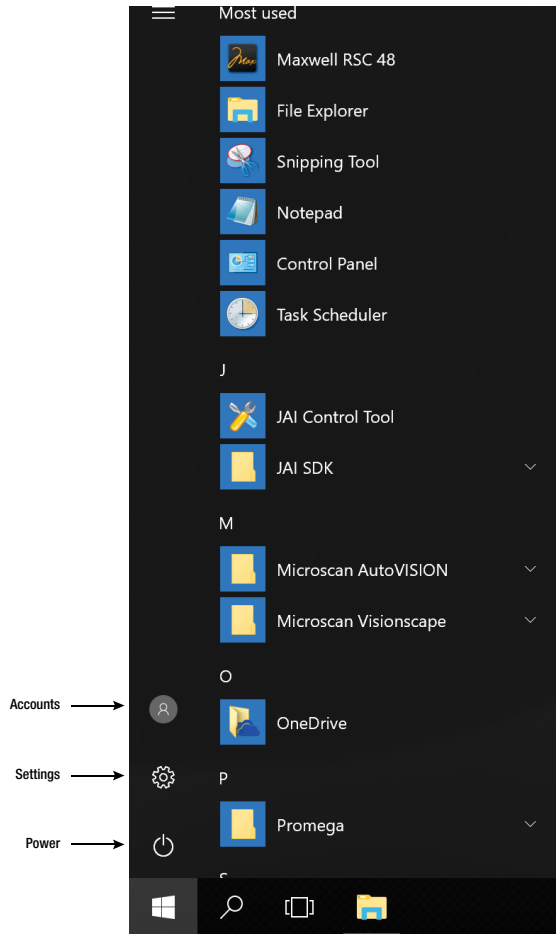 Most used
Maxwell RSC 48
File Explorer
Snipping Tool
Notepad
Control Panel
Task Scheduler
J
JAI Control Tool
JAI SDK
M
Microscan AutoVISION
Microscan Visionscape
O
Accounts
OneDrive
Settings
P
Promega
Power